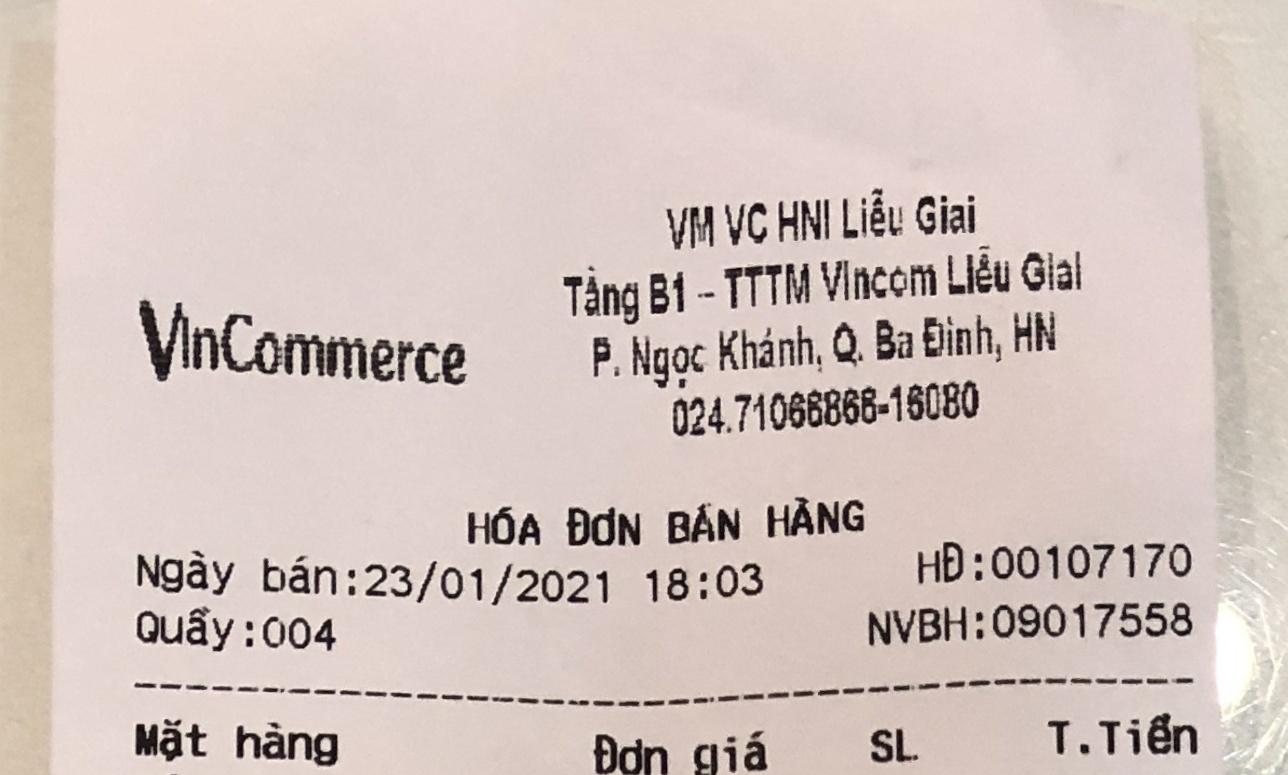 VM VC HNI Liễu Giai
Tầng B1 - TTTM Vincom Liễu Giai
VinCommerce
P. Ngọc Khánh, Q. Ba Đình, HN
024.71066866-16080
HÓA ĐƠN BÁN HÀNG
Ngày bán:23/01/2021 18:03 HĐ:00107170
Quầy:004 NVBH:09017558
Mặt hàng Đơn giá SL T.Tiền